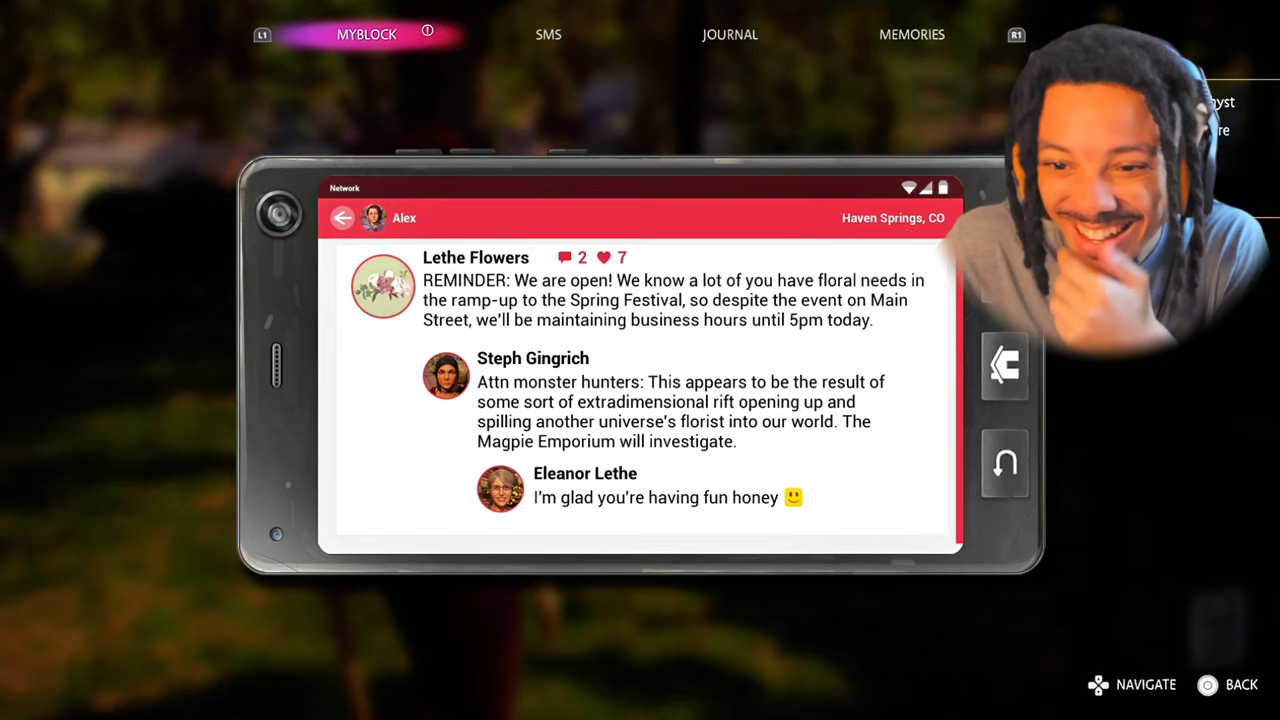 L1 MYBLOCK SMS JOURNAL MEMORIES R1
Network
Alex Haven Springs, CO
Lethe Flowers 2 7
REMINDER: We are open! We know a lot of you have floral needs in
the ramp-up to the Spring Festival, so despite the event on Main
Street, we'll be maintaining business hours until 5pm today.
Steph Gingrich
Attn monster hunters: This appears to be the result of
some sort of extradimensional rift opening up and
spilling another universe's florist into our world. The
Magpie Emporium will investigate.
Eleanor Lethe
I'm glad you're having fun honey
NAVIGATE BACK